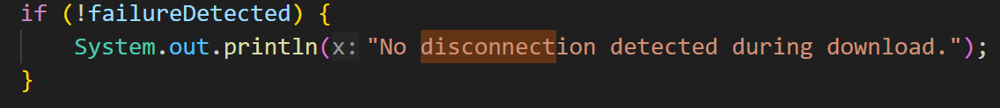 if (!failureDetected) {
System.out.println(x: "No disconnection detected during download.");
}